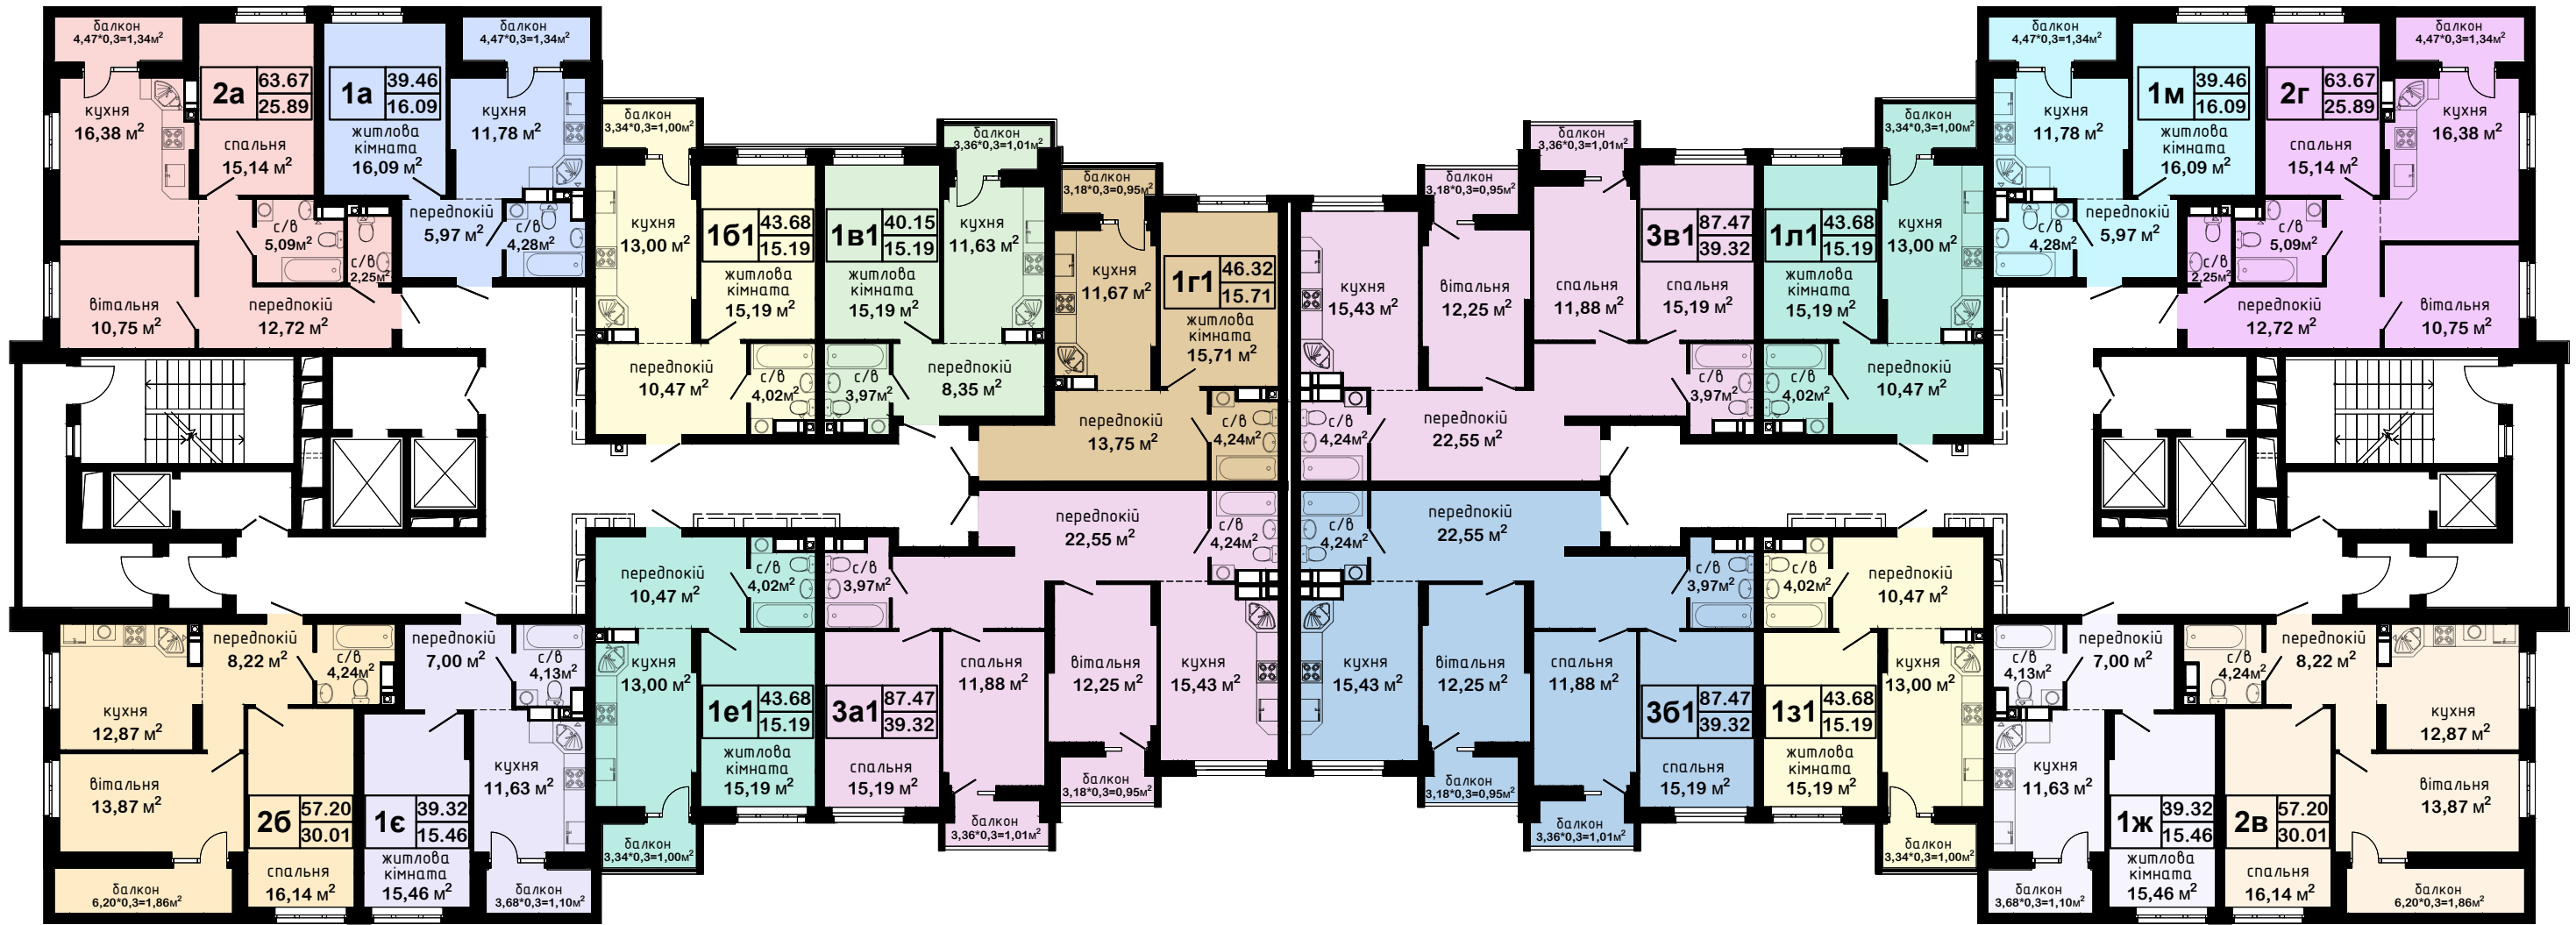 балкон
4,47*0,3=1,34м²
кухня
16,38 м²
2а
63.67
25.89
спальня
15,14 м²
с/в
5,09м²
с/в
2,25м²
вітальня
10,75 м²
передпокій
12,72 м²
1а
39.46
16.09
житлова
кімната
16,09 м²
балкон
4,47*0,3=1,34м²
кухня
11,78 м²
передпокій
5,97 м²
с/в
4,28м²
балкон
3,34*0,3=1,00м²
кухня
13,00 м²
1б1
43.68
15.19
житлова
кімната
15,19 м²
передпокій
10,47 м²
с/в
4,02м²
1в1
40.15
15.19
житлова
кімната
15,19 м²
балкон
3,36*0,3=1,01м²
кухня
11,63 м²
с/в
3,97м²
передпокій
8,35 м²
балкон
3,18*0,3=0,95м²
кухня
11,67 м²
1г1
46.32
15.71
житлова
кімната
15,71 м²
передпокій
13,75 м²
с/в
4,24м²
кухня
15,43 м²
балкон
3,18*0,3=0,95м²
вітальня
12,25 м²
балкон
3,36*0,3=1,01м²
спальня
11,88 м²
3в1
87.47
39.32
спальня
15,19 м²
с/в
4,24м²
передпокій
22,55 м²
с/в
3,97м²
1л1
43.68
15.19
житлова
кімната
15,19 м²
балкон
3,34*0,3=1,00м²
кухня
13,00 м²
с/в
4,02м²
передпокій
10,47 м²
балкон
4,47*0,3=1,34м²
кухня
11,78 м²
1м
39.46
16.09
житлова
кімната
16,09 м²
с/в
4,28м²
передпокій
5,97 м²
2г
63.67
25.89
спальня
15,14 м²
балкон
4,47*0,3=1,34м²
кухня
16,38 м²
с/в
2,25м²
с/в
5,09м²
передпокій
12,72 м²
вітальня
10,75 м²
кухня
12,87 м²
передпокій
8,22 м²
с/в
4,24м²
вітальня
13,87 м²
2б
57.20
30.01
спальня
16,14 м²
балкон
6,20*0,3=1,86м²
передпокій
7,00 м²
с/в
4,13м²
кухня
11,63 м²
1є
39.32
15.46
житлова
кімната
15,46 м²
балкон
3,68*0,3=1,10м²
передпокій
10,47 м²
с/в
4,02м²
кухня
13,00 м²
1е1
43.68
15.19
житлова
кімната
15,19 м²
балкон
3,34*0,3=1,00м²
передпокій
22,55 м²
с/в
4,24м²
с/в
3,97м²
3а1
87.47
39.32
спальня
15,19 м²
спальня
11,88 м²
вітальня
12,25 м²
кухня
15,43 м²
балкон
3,36*0,3=1,01м²
балкон
3,18*0,3=0,95м²
с/в
4,24м²
передпокій
22,55 м²
с/в
3,97м²
кухня
15,43 м²
вітальня
12,25 м²
спальня
11,88 м²
3б1
87.47
39.32
спальня
15,19 м²
балкон
3,18*0,3=0,95м²
балкон
3,36*0,3=1,01м²
с/в
4,02м²
передпокій
10,47 м²
1з1
43.68
15.19
житлова
кімната
15,19 м²
кухня
13,00 м²
балкон
3,34*0,3=1,00м²
с/в
4,13м²
передпокій
7,00 м²
кухня
11,63 м²
1ж
39.32
15.46
житлова
кімната
15,46 м²
балкон
3,68*0,3=1,10м²
с/в
4,24м²
передпокій
8,22 м²
кухня
12,87 м²
2в
57.20
30.01
спальня
16,14 м²
вітальня
13,87 м²
балкон
6,20*0,3=1,86м²